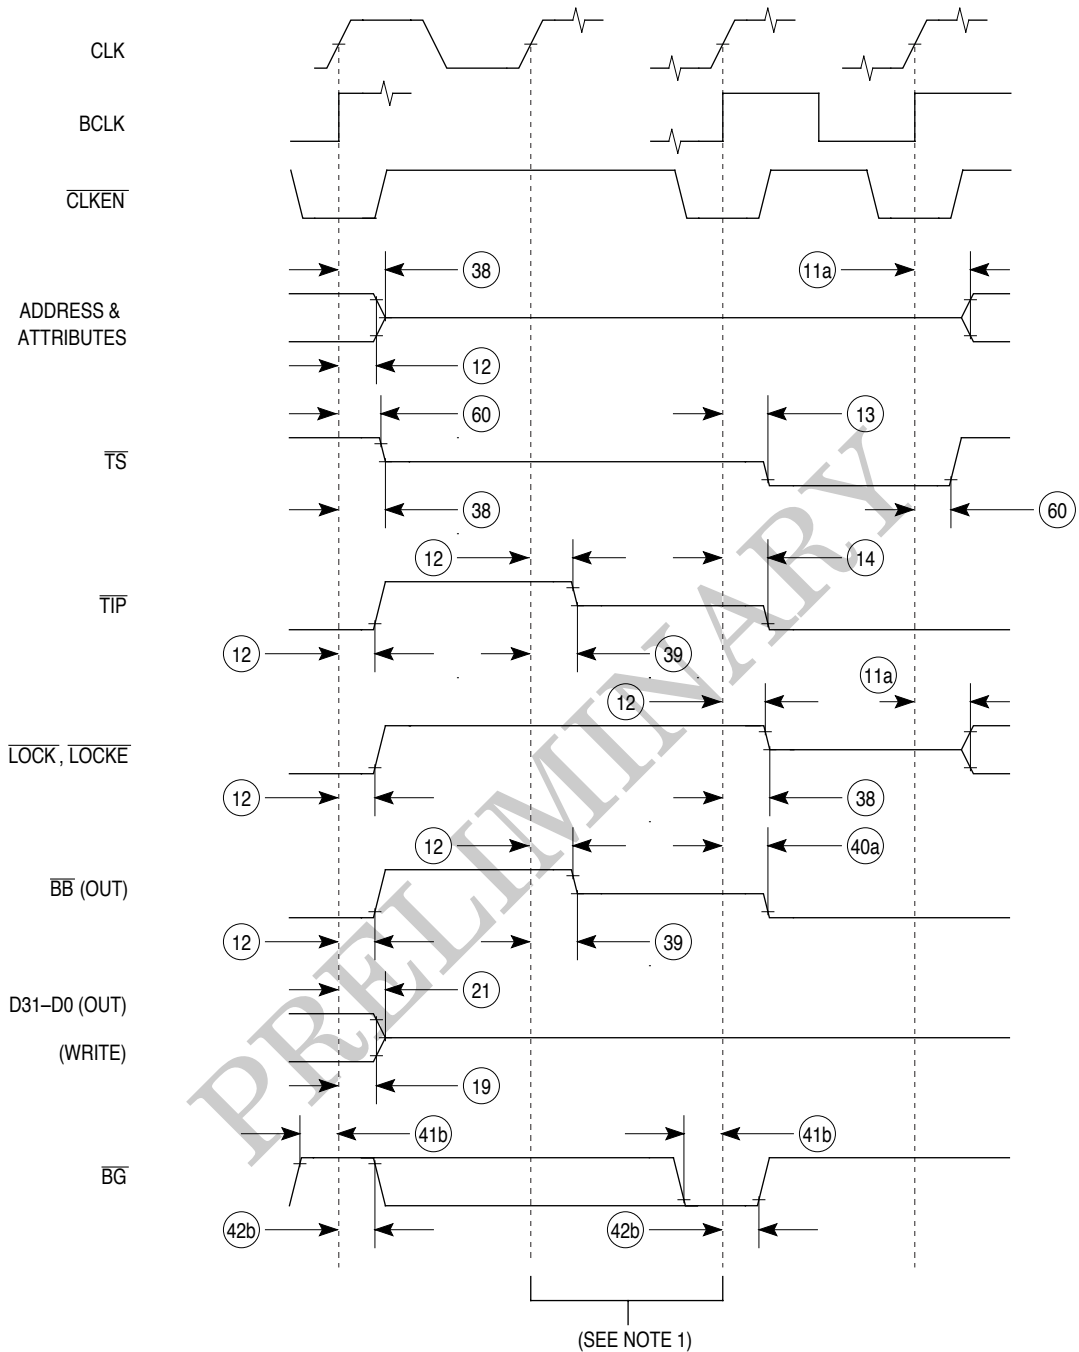 CLK
BCLK
CLKEN
38
11a
ADDRESS &
ATTRIBUTES
12
60
13
TS
38
60
12
14
TIP
12
39
11a
12
LOCK , LOCKE
12
38
12
40a
BB (OUT)
12
39
21
D31–D0 (OUT)
(WRITE)
19
41b
41b
BG
42b
42b
(SEE NOTE 1)
PRELIMINARY